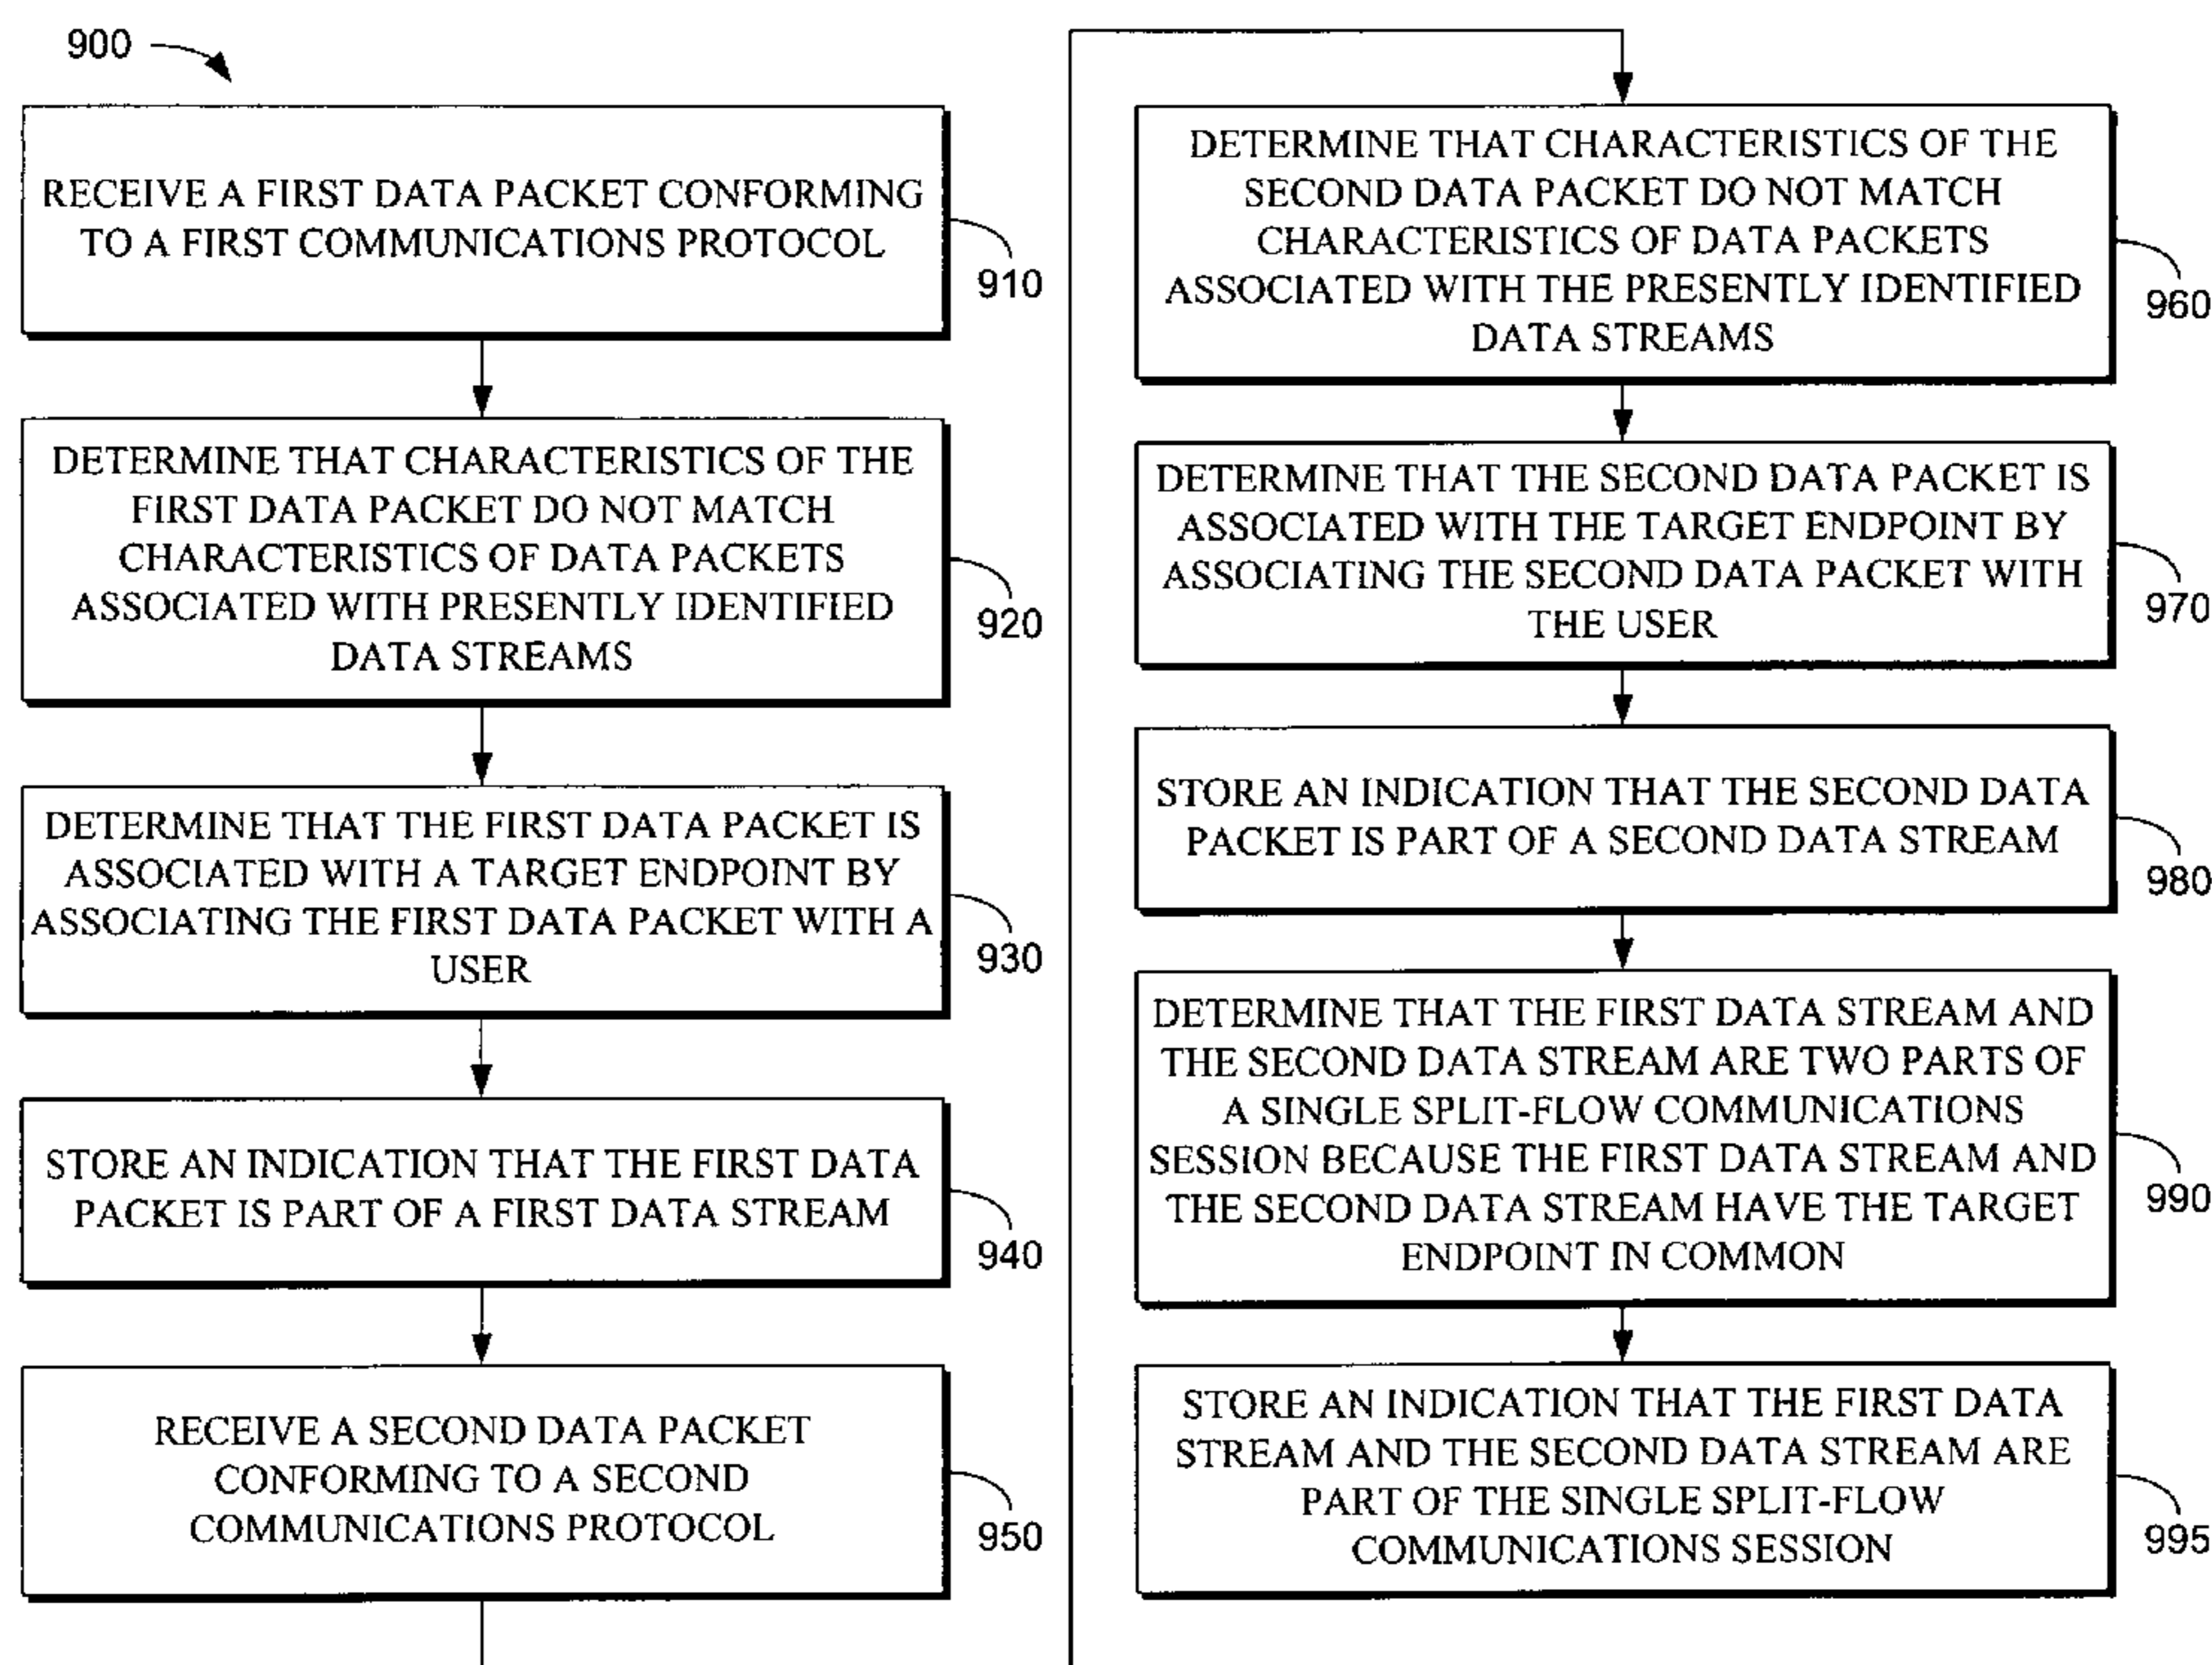 900
RECEIVE A FIRST DATA PACKET CONFORMING
TO A FIRST COMMUNICATIONS PROTOCOL
910
DETERMINE THAT CHARACTERISTICS OF THE
FIRST DATA PACKET DO NOT MATCH
CHARACTERISTICS OF DATA PACKETS
ASSOCIATED WITH PRESENTLY IDENTIFIED
DATA STREAMS
920
DETERMINE THAT THE FIRST DATA PACKET IS
ASSOCIATED WITH A TARGET ENDPOINT BY
ASSOCIATING THE FIRST DATA PACKET WITH A
USER
930
STORE AN INDICATION THAT THE FIRST DATA
PACKET IS PART OF A FIRST DATA STREAM
940
RECEIVE A SECOND DATA PACKET
CONFORMING TO A SECOND
COMMUNICATIONS PROTOCOL
950
DETERMINE THAT CHARACTERISTICS OF THE
SECOND DATA PACKET DO NOT MATCH
CHARACTERISTICS OF DATA PACKETS
ASSOCIATED WITH THE PRESENTLY IDENTIFIED
DATA STREAMS
960
DETERMINE THAT THE SECOND DATA PACKET IS
ASSOCIATED WITH THE TARGET ENDPOINT BY
ASSOCIATING THE SECOND DATA PACKET WITH
THE USER
970
STORE AN INDICATION THAT THE SECOND DATA
PACKET IS PART OF A SECOND DATA STREAM
980
DETERMINE THAT THE FIRST DATA STREAM AND
THE SECOND DATA STREAM ARE TWO PARTS OF
A SINGLE SPLIT-FLOW COMMUNICATIONS
SESSION BECAUSE THE FIRST DATA STREAM AND
THE SECOND DATA STREAM HAVE THE TARGET
ENDPOINT IN COMMON
990
STORE AN INDICATION THAT THE FIRST DATA
STREAM AND THE SECOND DATA STREAM ARE
PART OF THE SINGLE SPLIT-FLOW
COMMUNICATIONS SESSION
995